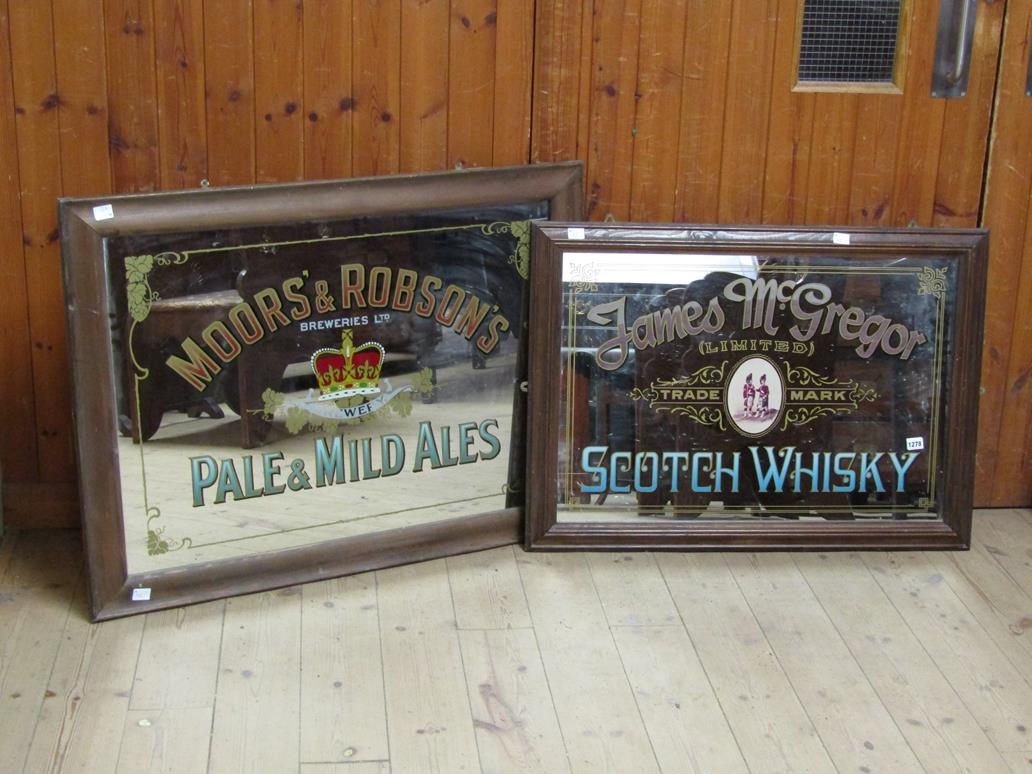 MOORS' & ROBSON'S
BREWERIES LTD
PALE & MILD ALES
James McGregor
(LIMITED)
TRADE MARK
SCOTCH WHISKY
1278